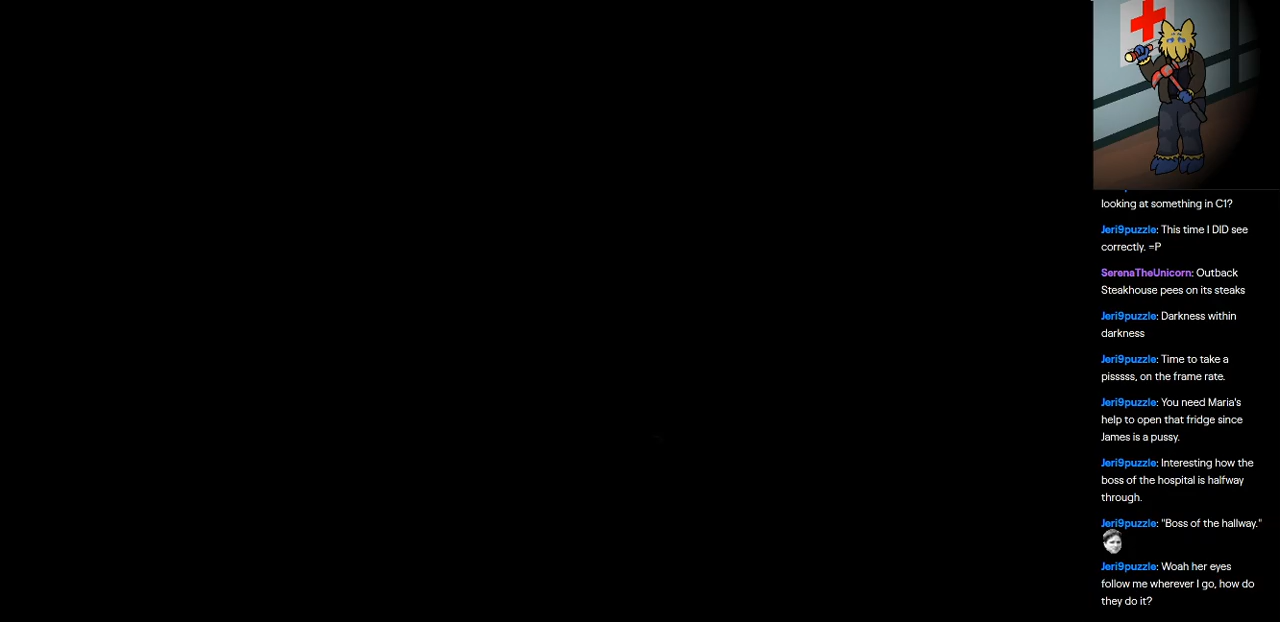 looking at something in C1?
Jeri9puzzle: This time I DID see
correctly. =P
SerenaTheUnicorn: Outback
Steakhouse pees on its steaks
Jeri9puzzle: Darkness within
darkness
Jeri9puzzle: Time to take a
pisssss, on the frame rate.
Jeri9puzzle: You need Maria's
help to open that fridge since
James is a pussy.
Jeri9puzzle: Interesting how the
boss of the hospital is halfway
through.
Jeri9puzzle: "Boss of the hallway."
Jeri9puzzle: Woah her eyes
follow me wherever I go, how do
they do it?